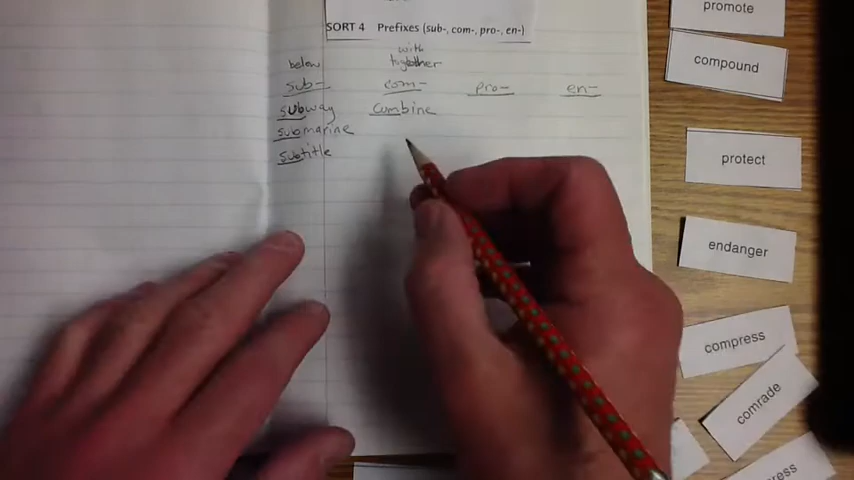 promote
SORT 4 Prefixes (sub-, com-, pro-, en-)
with
below together
sub- com- pro- en-
subway combine
submarine
subtitle
compound
protect
endanger
compress
comrade
press